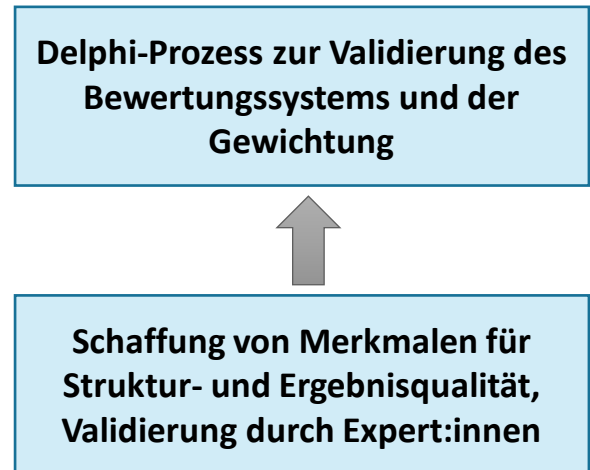 Delphi-Prozess zur Validierung des
Bewertungssystems und der
Gewichtung
Schaffung von Merkmalen für
Struktur- und Ergebnisqualität,
Validierung durch Expert:innen